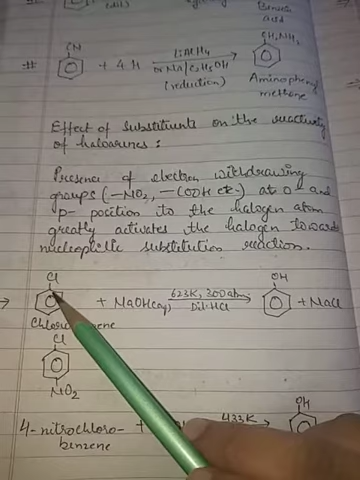 (dil)
Benzoic
acid
CN
CH2NH2
# + 4H LiAlH4
or Na/C2H5OH
(reduction)
Aminophenyl
methane
Effect of substituents on the reactivity
of haloarenes :
Presence of electron withdrawing
groups (-NO2, -COOH etc.) at o- and
p- position to the halogen atom
greatly activates the halogen towards
nucleophilic substitution reaction.
Cl
OH
→ + NaOH(aq) 623K, 300atm + NaCl
Dil·HCl
Cl
NO2
4-nitrochloro- + 433K
benzene
OH